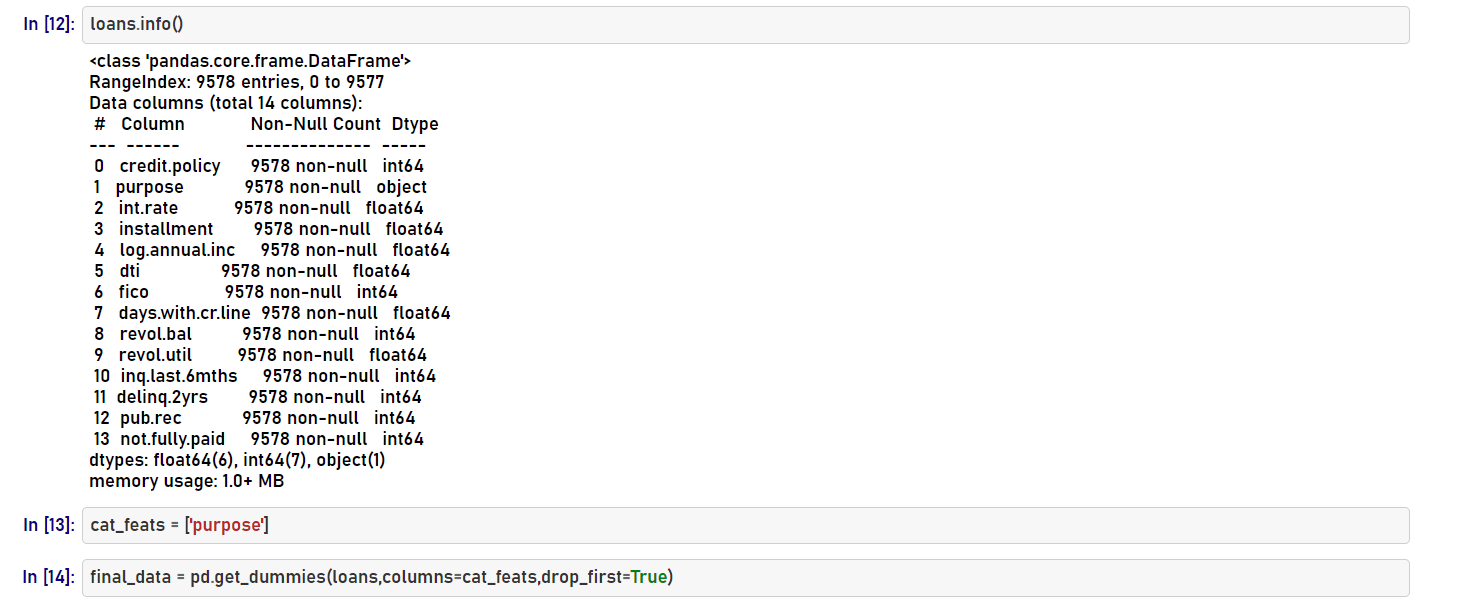 In [12]: loans.info()
<class 'pandas.core.frame.DataFrame'>
RangeIndex: 9578 entries, 0 to 9577
Data columns (total 14 columns):
#   Column             Non-Null Count  Dtype
---  ------             --------------  -----
0   credit.policy      9578 non-null   int64
1   purpose            9578 non-null   object
2   int.rate           9578 non-null   float64
3   installment        9578 non-null   float64
4   log.annual.inc     9578 non-null   float64
5   dti                9578 non-null   float64
6   fico               9578 non-null   int64
7   days.with.cr.line  9578 non-null   float64
8   revol.bal          9578 non-null   int64
9   revol.util         9578 non-null   float64
10  inq.last.6mths     9578 non-null   int64
11  delinq.2yrs        9578 non-null   int64
12  pub.rec            9578 non-null   int64
13  not.fully.paid     9578 non-null   int64
dtypes: float64(6), int64(7), object(1)
memory usage: 1.0+ MB
In [13]: cat_feats = ['purpose']
In [14]: final_data = pd.get_dummies(loans,columns=cat_feats,drop_first=True)